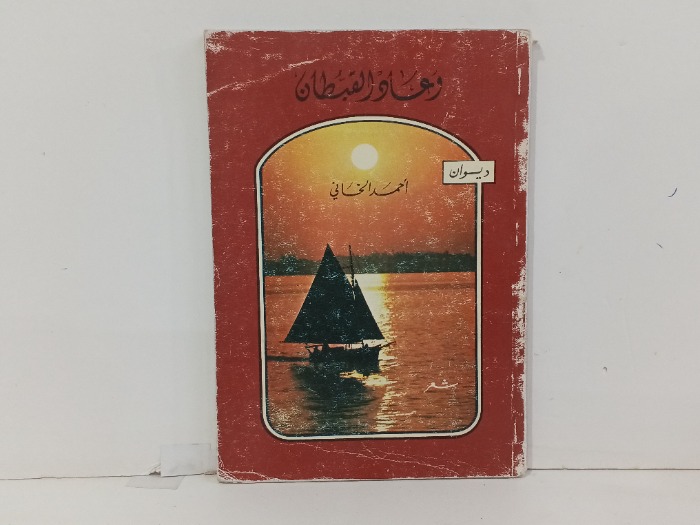 وعاد القبطان
ديوان
أحمد الخاني
شعر